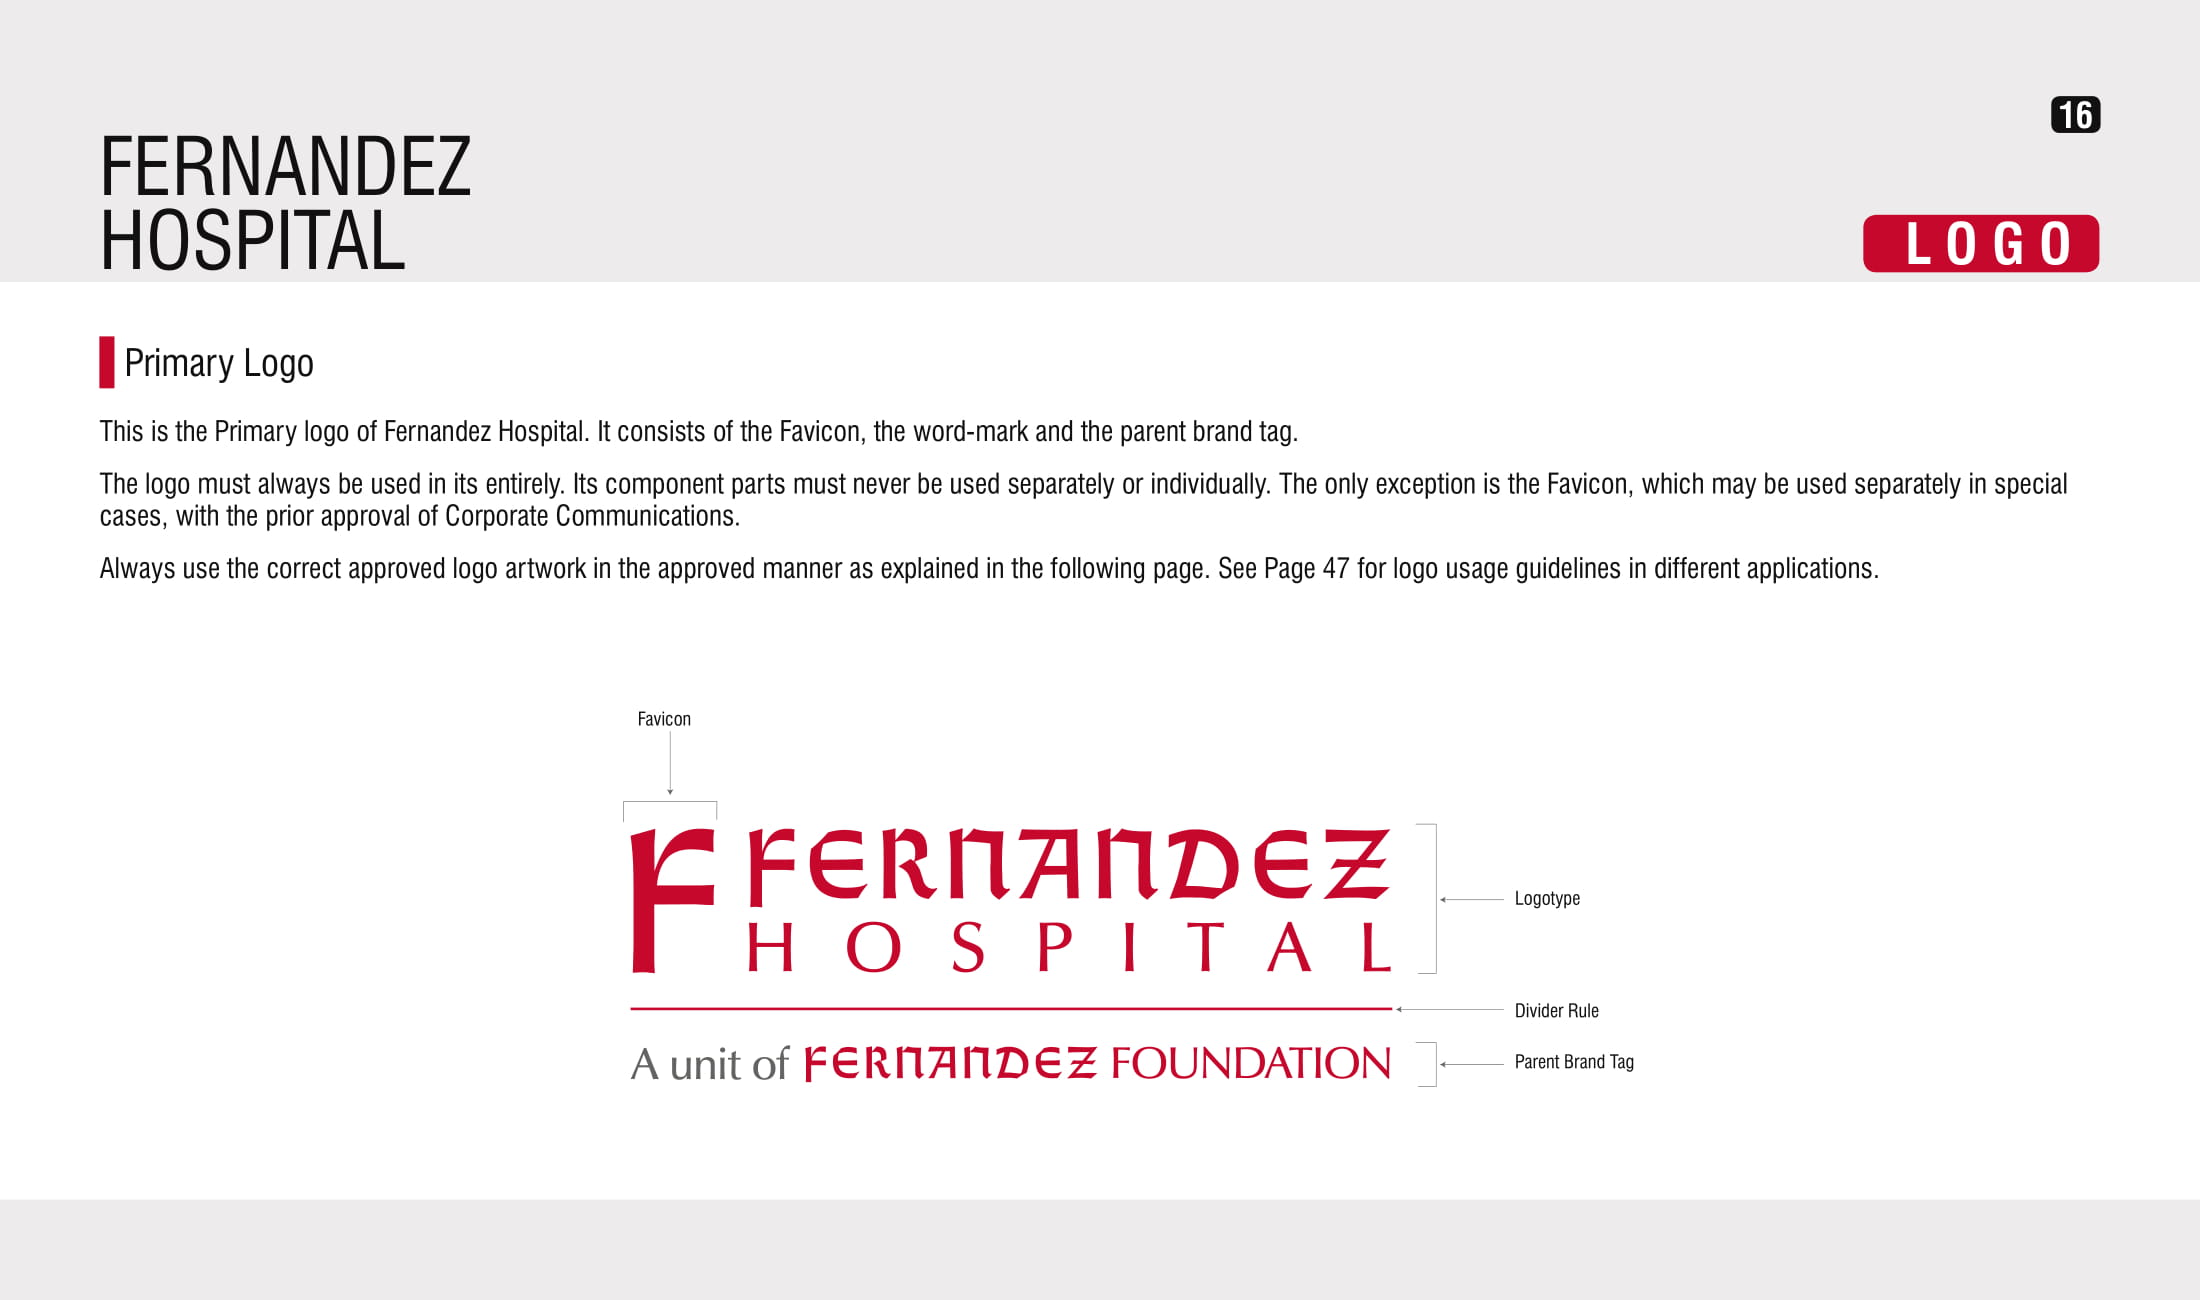 16
FERNANDEZ
HOSPITAL
LOGO
Primary Logo
This is the Primary logo of Fernandez Hospital. It consists of the Favicon, the word-mark and the parent brand tag.
The logo must always be used in its entirely. Its component parts must never be used separately or individually. The only exception is the Favicon, which may be used separately in special
cases, with the prior approval of Corporate Communications.
Always use the correct approved logo artwork in the approved manner as explained in the following page. See Page 47 for logo usage guidelines in different applications.
Favicon
F FERNANDEZ
HOSPITAL
Logotype
Divider Rule
A unit of FERNANDEZ FOUNDATION
Parent Brand Tag